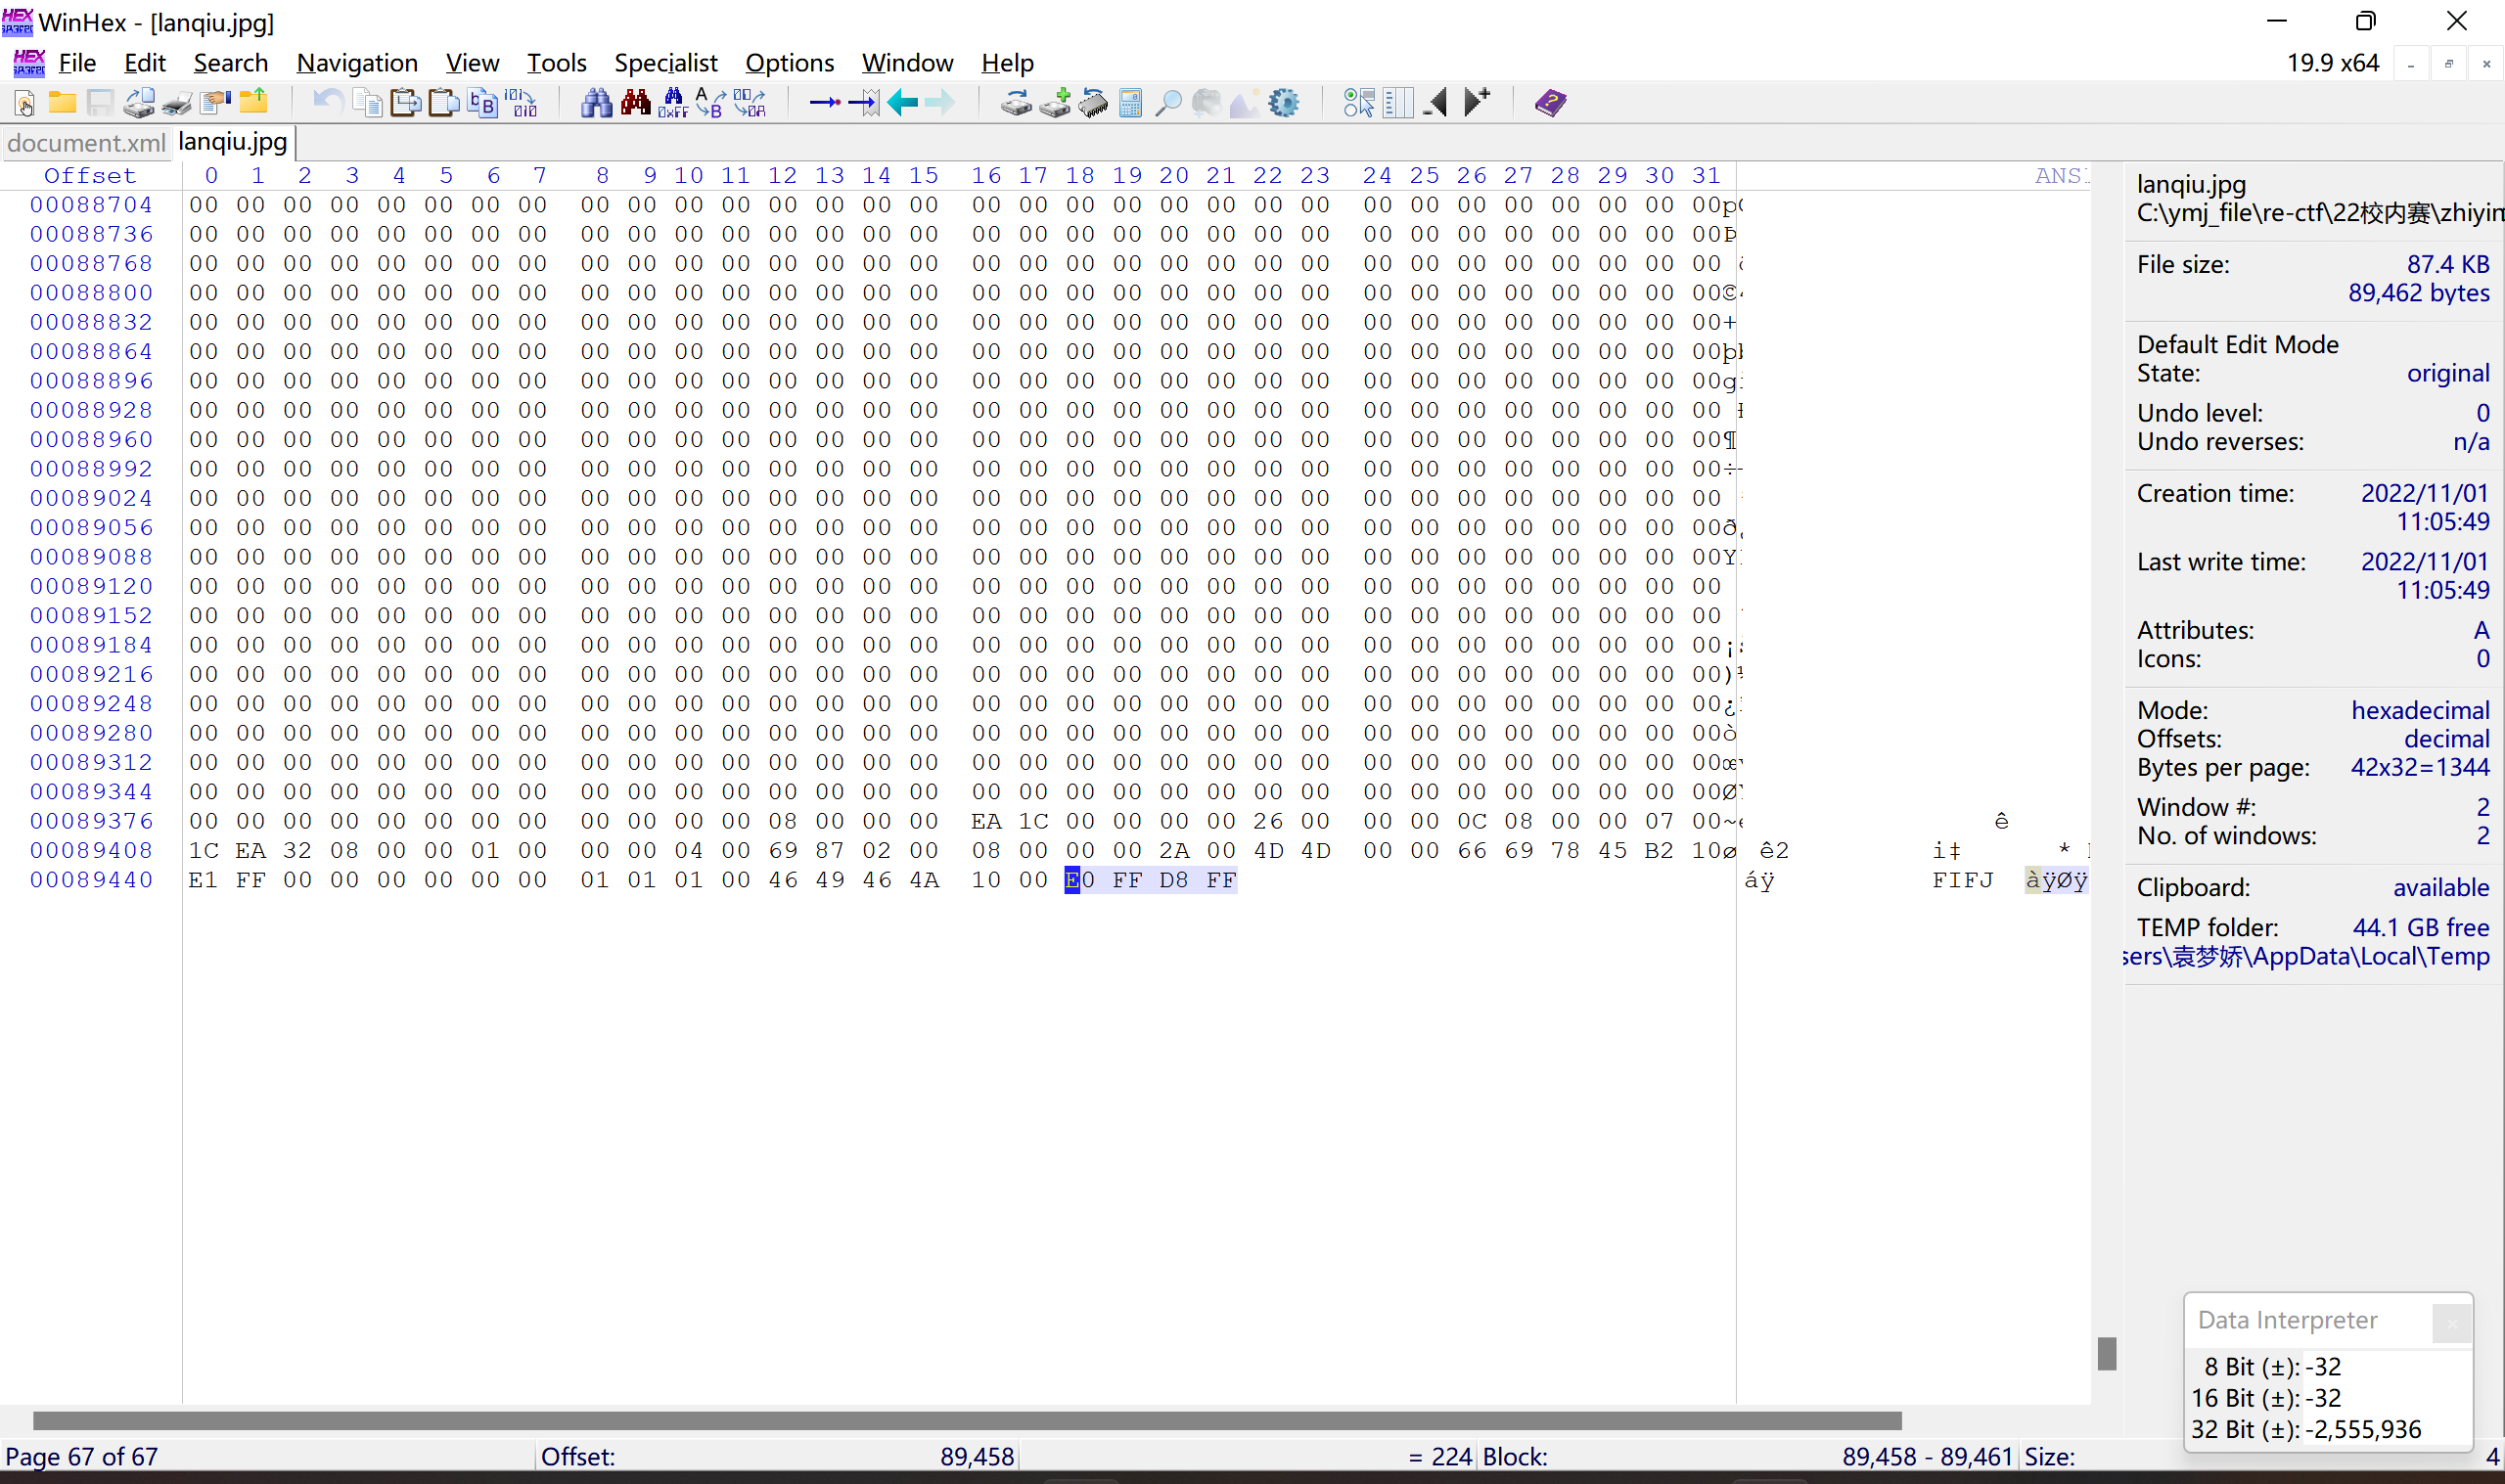 WinHex - [lanqiu.jpg]
File Edit Search Navigation View Tools Specialist Options Window Help 19.9 x64
document.xml lanqiu.jpg
Offset 0 1 2 3 4 5 6 7 8 9 10 11 12 13 14 15 16 17 18 19 20 21 22 23 24 25 26 27 28 29 30 31
00088704 00 00 00 00 00 00 00 00 00 00 00 00 00 00 00 00 00 00 00 00 00 00 00 00 00 00 00 00 00 00 00 00
00088736 00 00 00 00 00 00 00 00 00 00 00 00 00 00 00 00 00 00 00 00 00 00 00 00 00 00 00 00 00 00 00 00
00088768 00 00 00 00 00 00 00 00 00 00 00 00 00 00 00 00 00 00 00 00 00 00 00 00 00 00 00 00 00 00 00 00
00088800 00 00 00 00 00 00 00 00 00 00 00 00 00 00 00 00 00 00 00 00 00 00 00 00 00 00 00 00 00 00 00 00
00088832 00 00 00 00 00 00 00 00 00 00 00 00 00 00 00 00 00 00 00 00 00 00 00 00 00 00 00 00 00 00 00 00
00088864 00 00 00 00 00 00 00 00 00 00 00 00 00 00 00 00 00 00 00 00 00 00 00 00 00 00 00 00 00 00 00 00
00088896 00 00 00 00 00 00 00 00 00 00 00 00 00 00 00 00 00 00 00 00 00 00 00 00 00 00 00 00 00 00 00 00
00088928 00 00 00 00 00 00 00 00 00 00 00 00 00 00 00 00 00 00 00 00 00 00 00 00 00 00 00 00 00 00 00 00
00088960 00 00 00 00 00 00 00 00 00 00 00 00 00 00 00 00 00 00 00 00 00 00 00 00 00 00 00 00 00 00 00 00
00088992 00 00 00 00 00 00 00 00 00 00 00 00 00 00 00 00 00 00 00 00 00 00 00 00 00 00 00 00 00 00 00 00
00089024 00 00 00 00 00 00 00 00 00 00 00 00 00 00 00 00 00 00 00 00 00 00 00 00 00 00 00 00 00 00 00 00
00089056 00 00 00 00 00 00 00 00 00 00 00 00 00 00 00 00 00 00 00 00 00 00 00 00 00 00 00 00 00 00 00 00
00089088 00 00 00 00 00 00 00 00 00 00 00 00 00 00 00 00 00 00 00 00 00 00 00 00 00 00 00 00 00 00 00 00
00089120 00 00 00 00 00 00 00 00 00 00 00 00 00 00 00 00 00 00 00 00 00 00 00 00 00 00 00 00 00 00 00 00
00089152 00 00 00 00 00 00 00 00 00 00 00 00 00 00 00 00 00 00 00 00 00 00 00 00 00 00 00 00 00 00 00 00
00089184 00 00 00 00 00 00 00 00 00 00 00 00 00 00 00 00 00 00 00 00 00 00 00 00 00 00 00 00 00 00 00 00
00089216 00 00 00 00 00 00 00 00 00 00 00 00 00 00 00 00 00 00 00 00 00 00 00 00 00 00 00 00 00 00 00 00
00089248 00 00 00 00 00 00 00 00 00 00 00 00 00 00 00 00 00 00 00 00 00 00 00 00 00 00 00 00 00 00 00 00
00089280 00 00 00 00 00 00 00 00 00 00 00 00 00 00 00 00 00 00 00 00 00 00 00 00 00 00 00 00 00 00 00 00
00089312 00 00 00 00 00 00 00 00 00 00 00 00 00 00 00 00 00 00 00 00 00 00 00 00 00 00 00 00 00 00 00 00
00089344 00 00 00 00 00 00 00 00 00 00 00 00 00 00 00 00 00 00 00 00 00 00 00 00 00 00 00 00 00 00 00 00
00089376 00 00 00 00 00 00 00 00 00 00 00 00 08 00 00 00 EA 1C 00 00 00 00 26 00 00 00 0C 08 00 00 07 00 ê
00089408 1C EA 32 08 00 00 01 00 00 00 04 00 69 87 02 00 08 00 00 00 2A 00 4D 4D 00 00 66 69 78 45 B2 10 ê2 i‡ *
00089440 E1 FF 00 00 00 00 00 00 01 01 01 00 46 49 46 4A 10 00 E0 FF D8 FF áÿ FIFJ àÿØÿ
lanqiu.jpg
C:\ymj_file\re-ctf\22校内赛\zhiyin
File size: 87.4 KB
89,462 bytes
Default Edit Mode
State: original
Undo level: 0
Undo reverses: n/a
Creation time: 2022/11/01
11:05:49
Last write time: 2022/11/01
11:05:49
Attributes: A
Icons: 0
Mode: hexadecimal
Offsets: decimal
Bytes per page: 42x32=1344
Window #: 2
No. of windows: 2
Clipboard: available
TEMP folder: 44.1 GB free
sers\袁梦娇\AppData\Local\Temp
Data Interpreter
8 Bit (±): -32
16 Bit (±): -32
32 Bit (±): -2,555,936
Page 67 of 67 Offset: 89,458 = 224 Block: 89,458 - 89,461 Size: 4